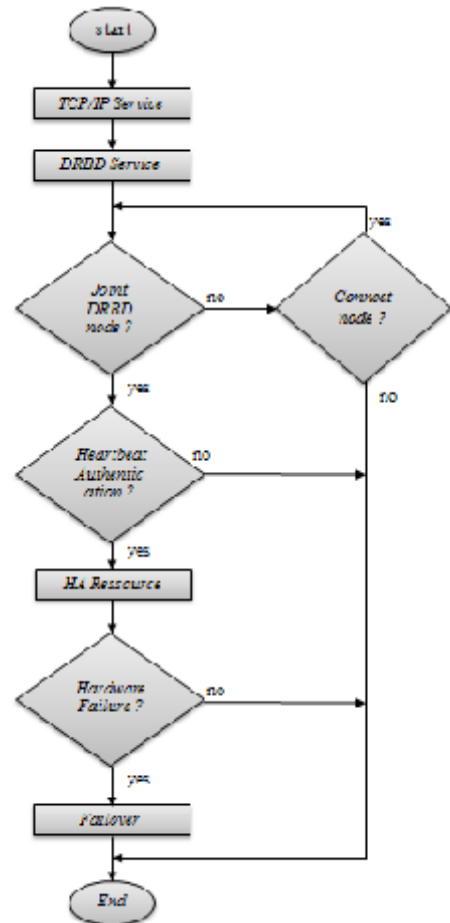 start
TCP/IP Service
DRBD Service
yes
Joint
DRBD
node ?
no
Connect
node ?
yes
no
Heartbeat
Authentic
ation ?
no
yes
HA Ressource
Hardware
Failure ?
no
yes
Failover
End